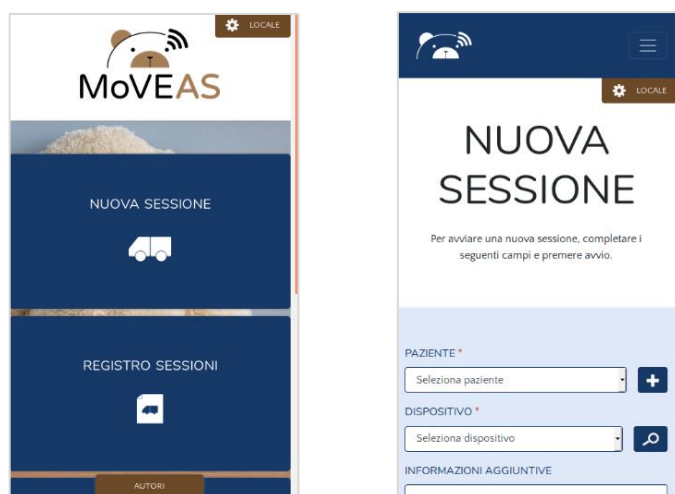 LOCALE
MoVEAS
NUOVA SESSIONE
REGISTRO SESSIONI
AUTORI
LOCALE
NUOVA
SESSIONE
Per avviare una nuova sessione, completare i
seguenti campi e premere avvio.
PAZIENTE *
Seleziona paziente
DISPOSITIVO *
Seleziona dispositivo
INFORMAZIONI AGGIUNTIVE